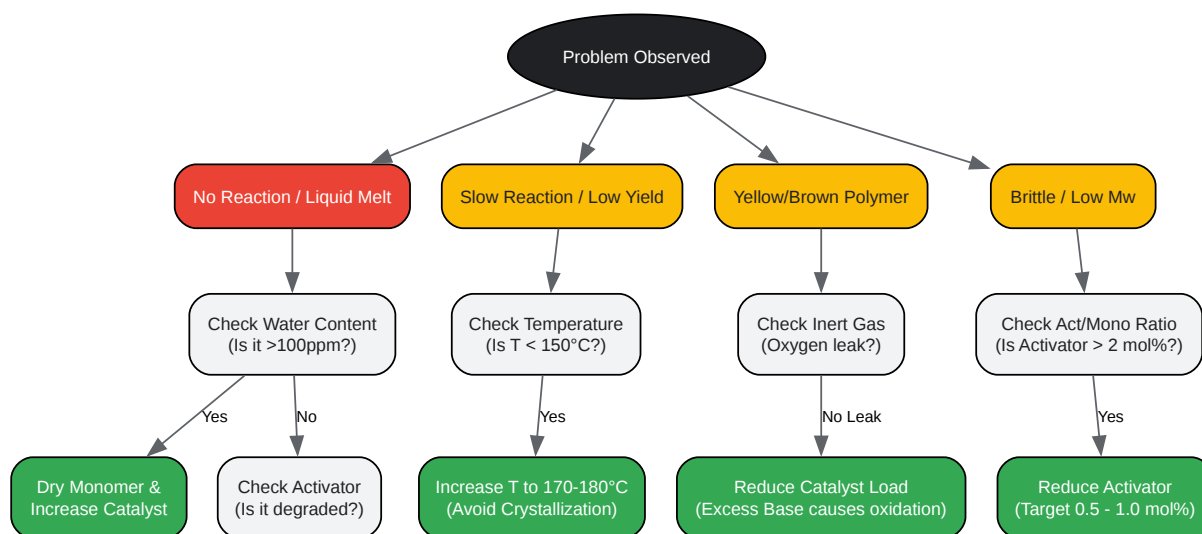 Problem Observed
No Reaction / Liquid Melt
Slow Reaction / Low Yield
Yellow/Brown Polymer
Brittle / Low Mw
Check Water Content
(Is it >100ppm?)
Check Temperature
(Is T < 150°C?)
Check Inert Gas
(Oxygen leak?)
Check Act/Mono Ratio
(Is Activator > 2 mol%?)
Yes
No
Yes
No Leak
Yes
Dry Monomer &
Increase Catalyst
Check Activator
(Is it degraded?)
Increase T to 170-180°C
(Avoid Crystallization)
Reduce Catalyst Load
(Excess Base causes oxidation)
Reduce Activator
(Target 0.5 - 1.0 mol%)